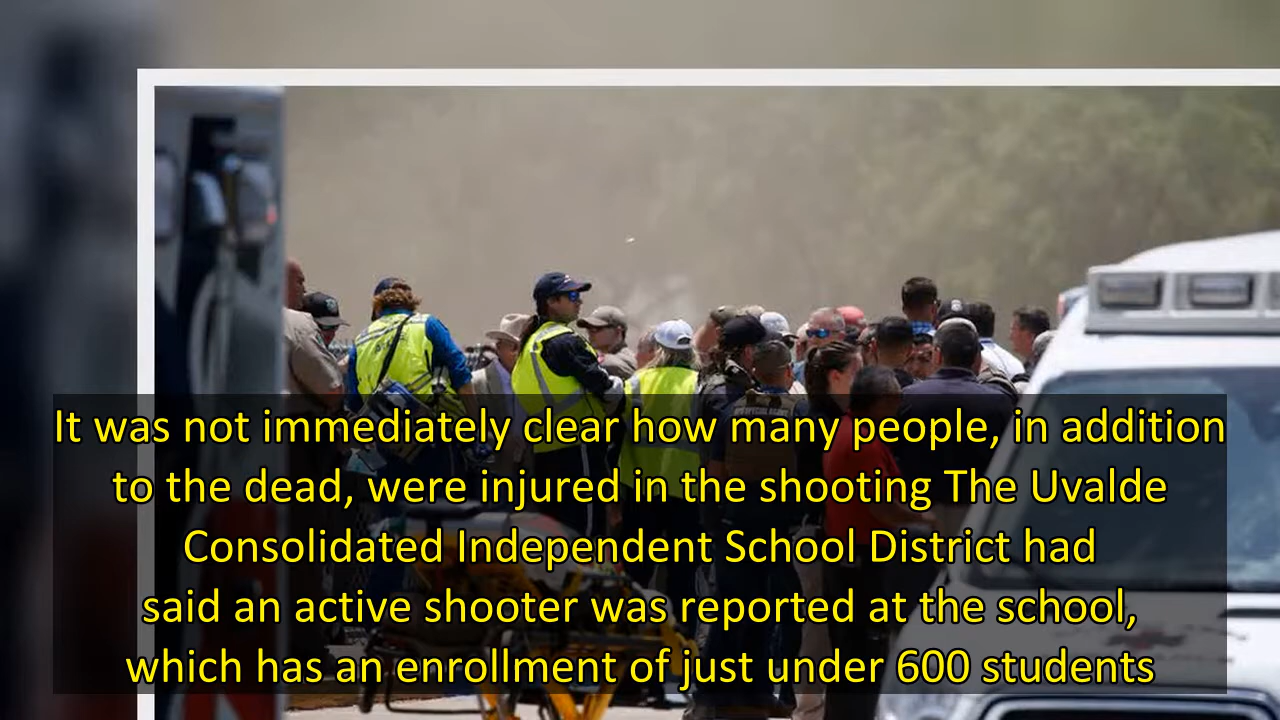 It was not immediately clear how many people, in addition
to the dead, were injured in the shooting The Uvalde
Consolidated Independent School District had
said an active shooter was reported at the school,
which has an enrollment of just under 600 students